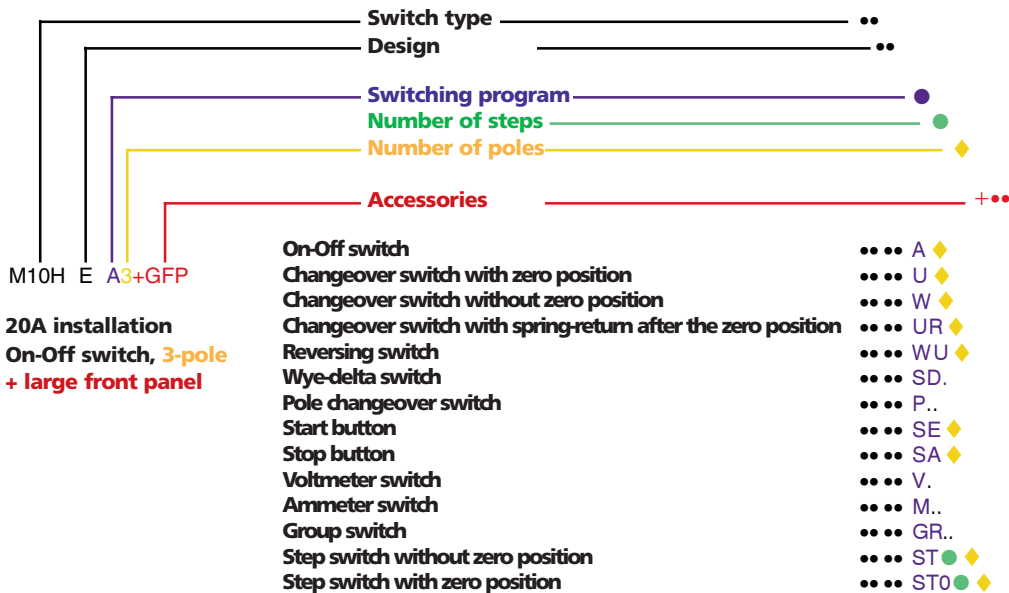 Switch type ••
Design ••
Switching program ●
Number of steps ●
Number of poles ♦
Accessories +••
M10H E A3+GFP
20A installation
On-Off switch, 3-pole
+ large front panel
On-Off switch •• •• A ♦
Changeover switch with zero position •• •• U ♦
Changeover switch without zero position •• •• W ♦
Changeover switch with spring-return after the zero position •• •• UR ♦
Reversing switch •• •• WU ♦
Wye-delta switch •• •• SD.
Pole changeover switch •• •• P..
Start button •• •• SE ♦
Stop button •• •• SA ♦
Voltmeter switch •• •• V.
Ammeter switch •• •• M..
Group switch •• •• GR..
Step switch without zero position •• •• ST ● ♦
Step switch with zero position •• •• ST0 ● ♦